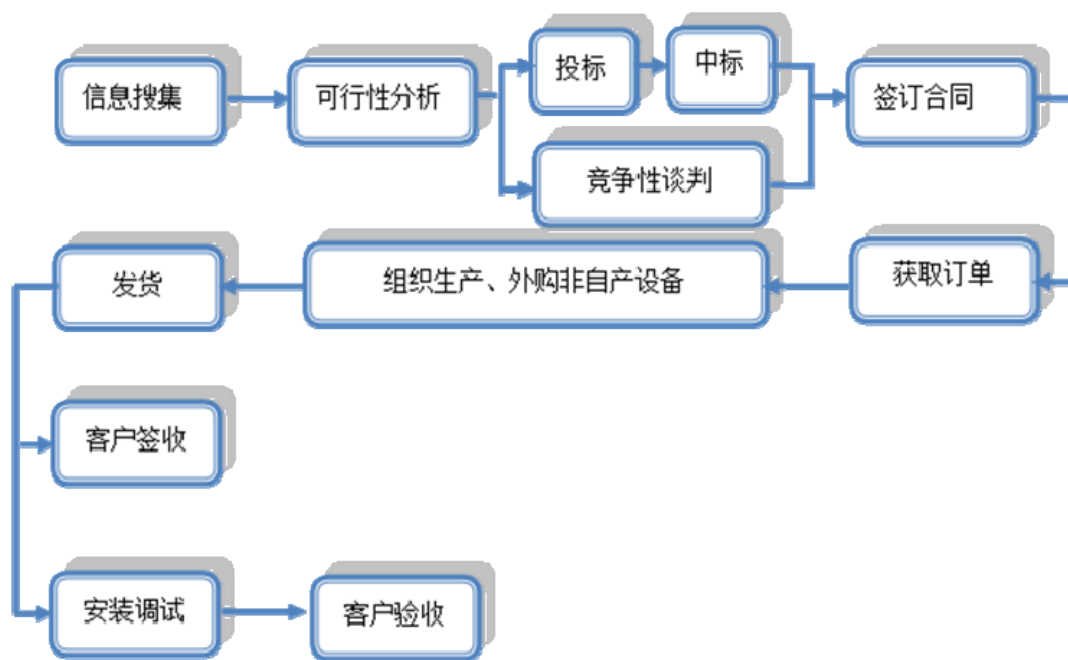 信息搜集
可行性分析
投标
中标
竞争性谈判
签订合同
获取订单
组织生产、外购非自产设备
发货
客户签收
安装调试
客户验收